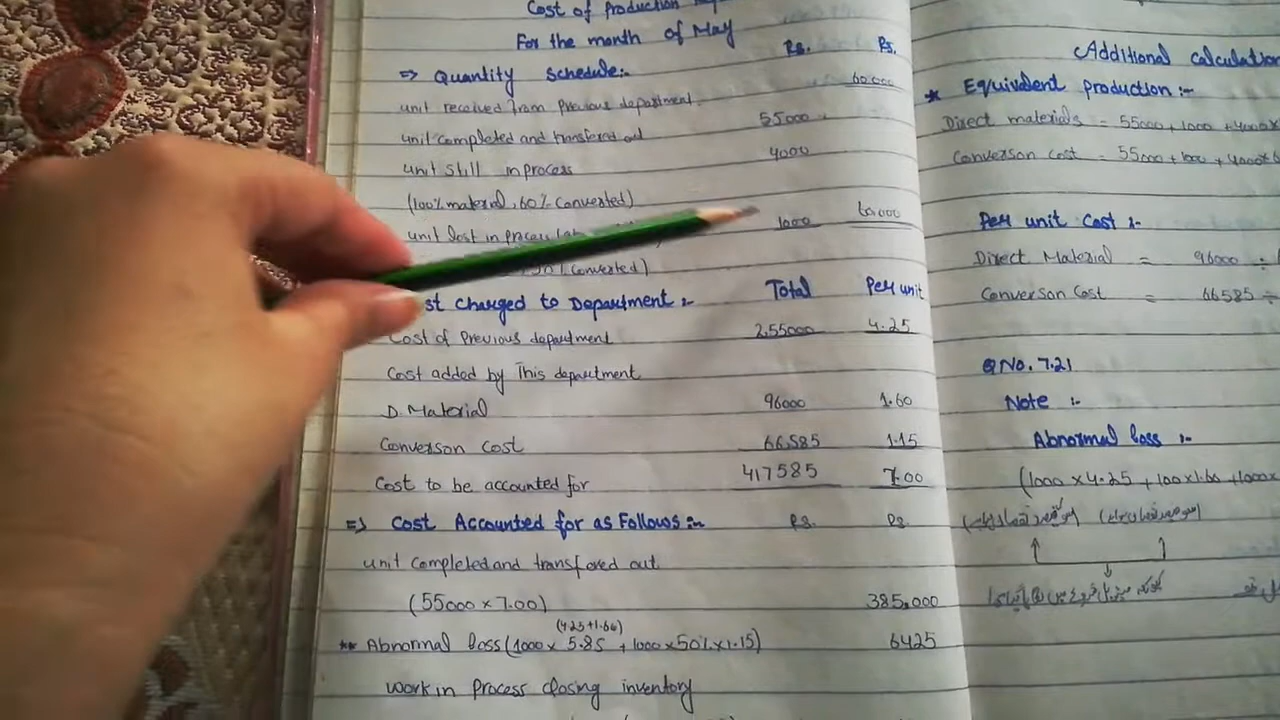 Cost of Production
For the month of May
Rs. Rs.
=> Quantity Schedule:-
unit received from Previous department. 60.000
unit completed and transfered out 55000
unit still in process 4000
(100% material, 60% Converted)
unit lost in process 1000 60,000
Converted)
Cost Charged to Department :- Total Per unit
Cost of Previous department 2,55000 4.25
Cost added by This department
D. Material 96000 1.60
Converson cost 66585 1.15
Cost to be accounted for 417585 7.00
=> Cost Accounted for as Follows :- Rs. Rs.
unit completed and transfored out
(55000 x 7.00) 385,000
(4.25+1.60)
** Abnormal loss (1000 x 5.85 + 1000 x 50% x 1.15) 6425
work in process closing inventory
Additional calculation
* Equivalent production :-
Direct materials = 55000 + 1000 + 4000 x
Converson cost = 55000 + 1000 + 4000 x 6
Per unit Cost :-
Direct Material = 96000 ÷
Converson Cost = 66585 ÷
Q No. 7.21
Note :-
Abnormal loss :-
(1000 x 4.25 + 100 x 1.60 + 1000 x